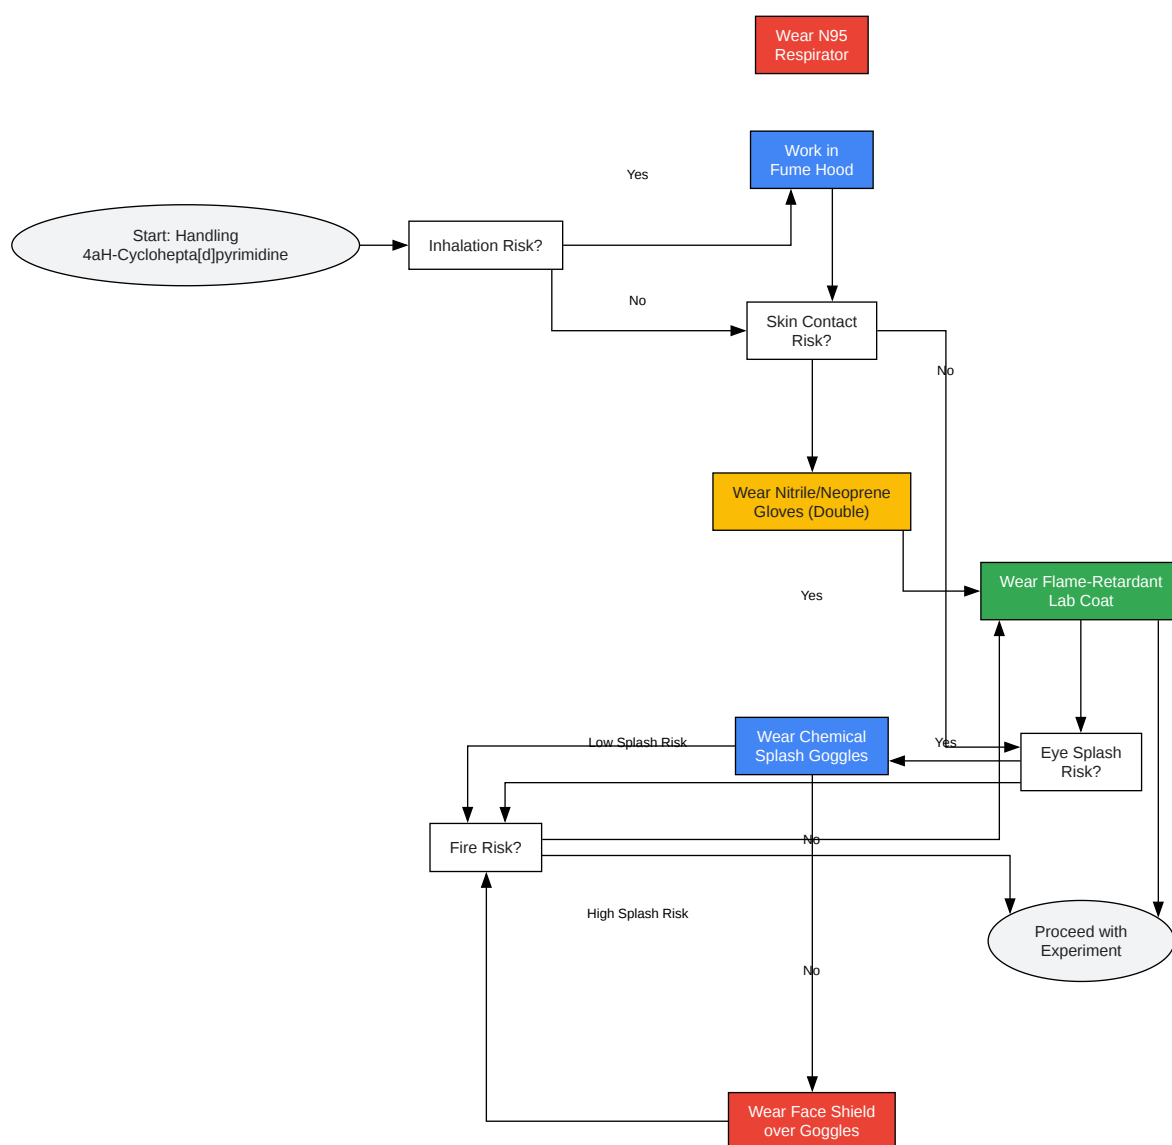 Wear N95
Respirator
Work in
Fume Hood
Yes
Start: Handling
4aH-Cyclohepta[d]pyrimidine
Inhalation Risk?
No
Skin Contact
Risk?
No
Wear Nitrile/Neoprene
Gloves (Double)
Wear Flame-Retardant
Lab Coat
Yes
Wear Chemical
Splash Goggles
Low Splash Risk
Yes
Eye Splash
Risk?
Fire Risk?
No
High Splash Risk
Proceed with
Experiment
No
Wear Face Shield
over Goggles